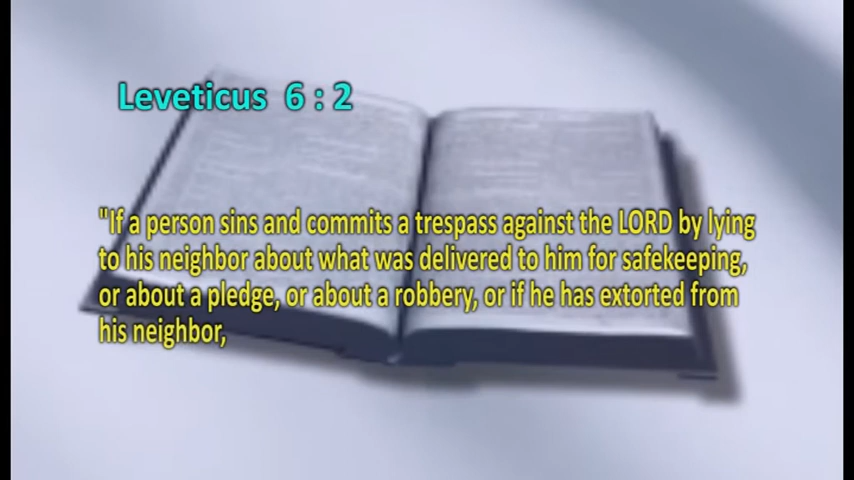 Leveticus 6 : 2
"If a person sins and commits a trespass against the LORD by lying
to his neighbor about what was delivered to him for safekeeping,
or about a pledge, or about a robbery, or if he has extorted from
his neighbor,